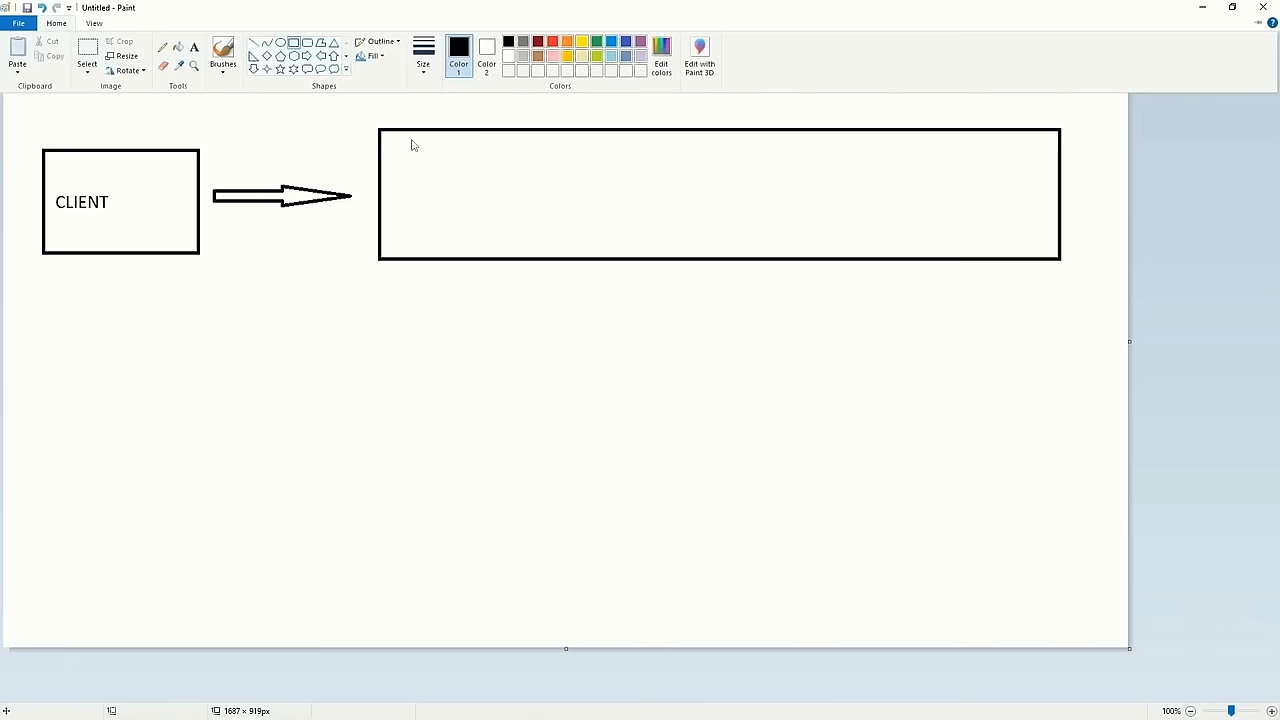 Untitled - Paint
File
Home
View
Paste
Cut
Copy
Clipboard
Select
Crop
Resize
Rotate
Image
A
Tools
Brushes
Shapes
Outline
Fill
Size
Color 1
Color 2
Edit colors
Colors
Edit with Paint 3D
CLIENT
1687 × 919px
100%